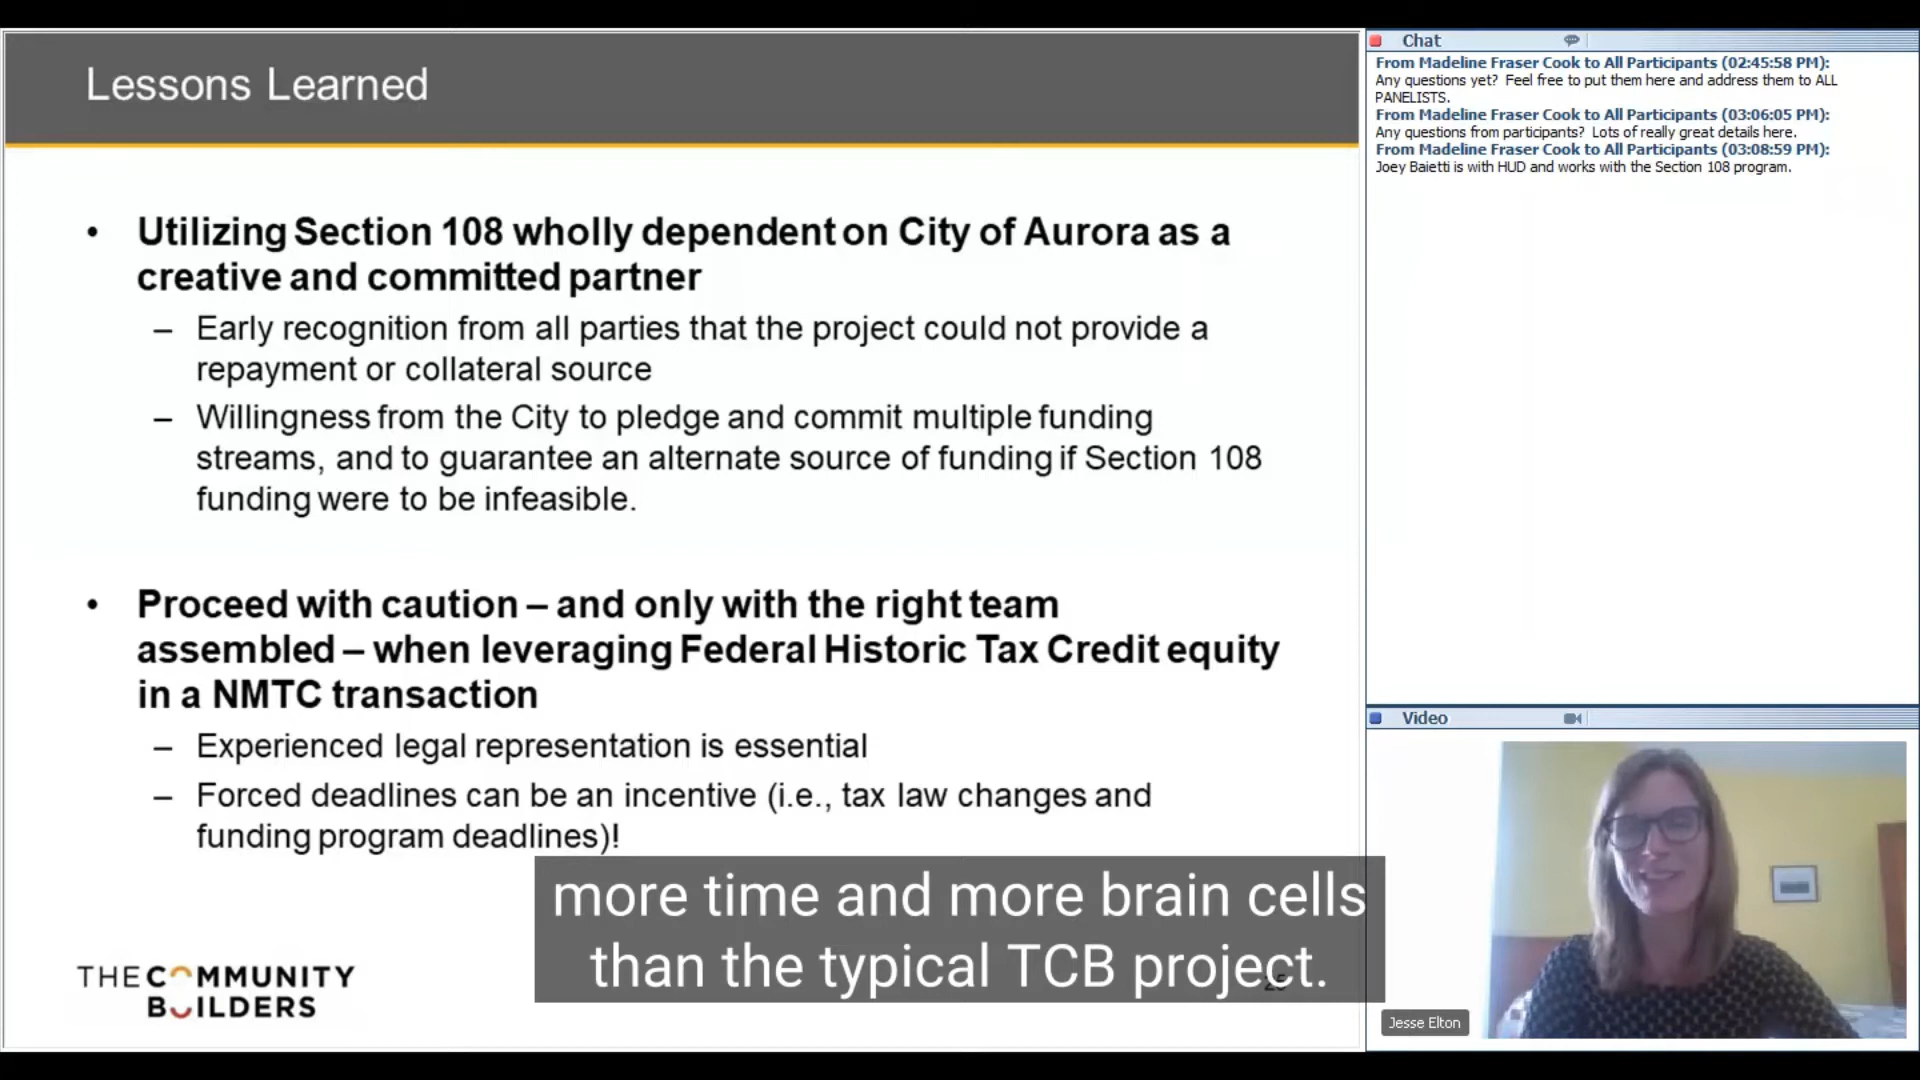 Lessons Learned
• Utilizing Section 108 wholly dependent on City of Aurora as a
creative and committed partner
– Early recognition from all parties that the project could not provide a
repayment or collateral source
– Willingness from the City to pledge and commit multiple funding
streams, and to guarantee an alternate source of funding if Section 108
funding were to be infeasible.
• Proceed with caution – and only with the right team
assembled – when leveraging Federal Historic Tax Credit equity
in a NMTC transaction
– Experienced legal representation is essential
– Forced deadlines can be an incentive (i.e., tax law changes and
funding program deadlines)!
THE COMMUNITY
BUILDERS
more time and more brain cells
than the typical TCB project.
Chat
From Madeline Fraser Cook to All Participants (02:45:58 PM):
Any questions yet? Feel free to put them here and address them to ALL
PANELISTS.
From Madeline Fraser Cook to All Participants (03:06:05 PM):
Any questions from participants? Lots of really great details here.
From Madeline Fraser Cook to All Participants (03:08:59 PM):
Joey Baietti is with HUD and works with the Section 108 program.
Video
Jesse Elton